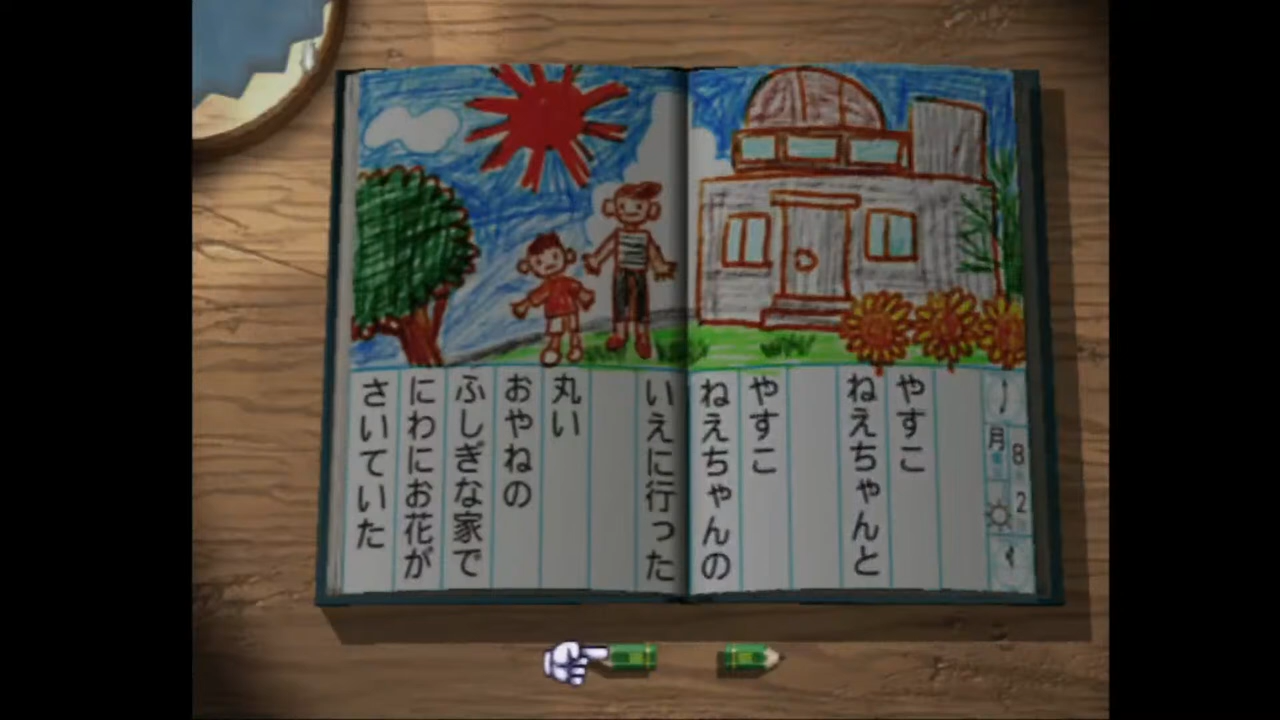 月
8
2
やすこ
ねえちゃんと
やすこ
ねえちゃんの
いえに行った
丸い
おやねの
ふしぎな家で
にわにお花が
さいていた